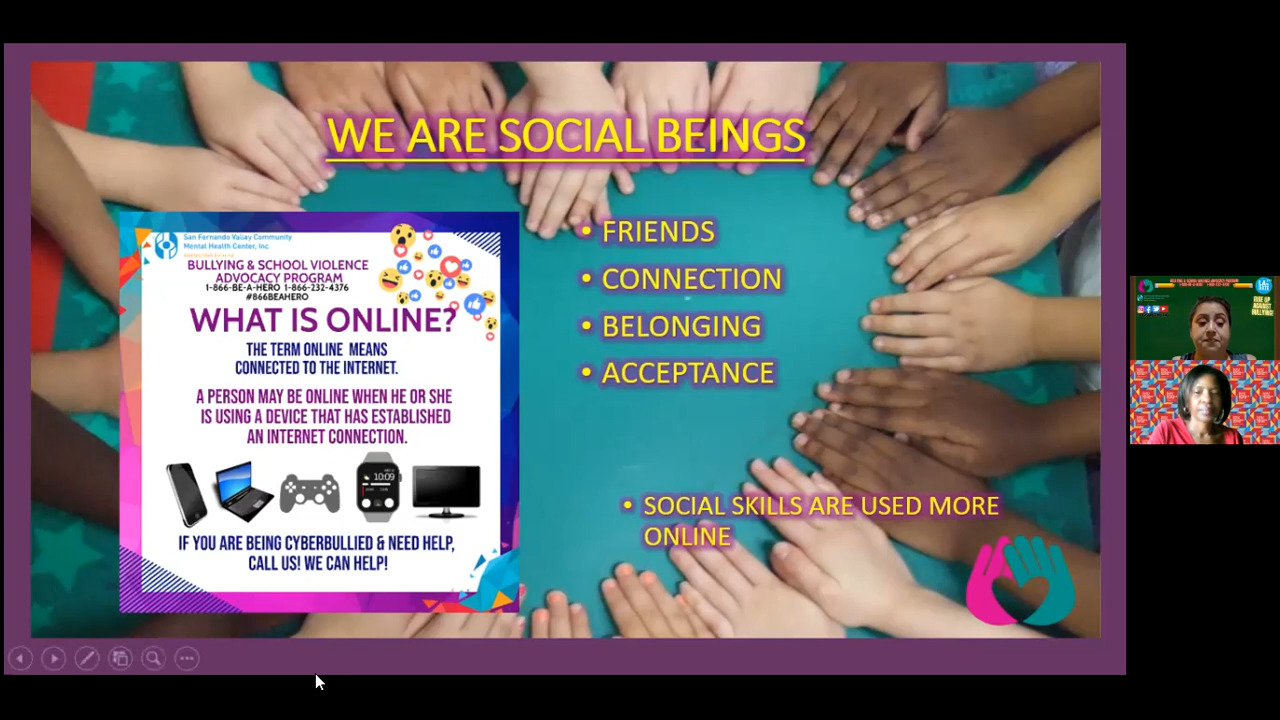 WE ARE SOCIAL BEINGS
San Fernando Valley Community
Mental Health Center, Inc.
BULLYING & SCHOOL VIOLENCE
ADVOCACY PROGRAM
1-866-BE-A-HERO 1-866-232-4376
#866BEAHERO
WHAT IS ONLINE?
THE TERM ONLINE MEANS
CONNECTED TO THE INTERNET.
A PERSON MAY BE ONLINE WHEN HE OR SHE
IS USING A DEVICE THAT HAS ESTABLISHED
AN INTERNET CONNECTION.
10:09
IF YOU ARE BEING CYBERBULLIED & NEED HELP,
CALL US! WE CAN HELP!
• FRIENDS
• CONNECTION
• BELONGING
• ACCEPTANCE
• SOCIAL SKILLS ARE USED MORE
ONLINE
RISE UP
AGAINST
BULLYING!